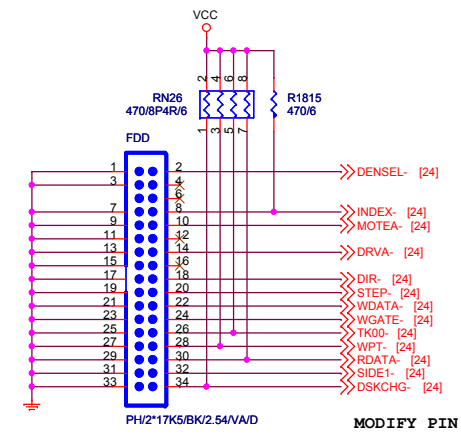 VCC
2 4 6 8
RN26
470/8P4R/6
R1815
470/6
1 3 5 7
FDD
1 2 DENSEL- [24]
3 4
6
7 8 INDEX- [24]
9 10 MOTEA- [24]
11 12
13 14 DRVA- [24]
15 16
17 18 DIR- [24]
19 20 STEP- [24]
21 22 WDATA- [24]
23 24 WGATE- [24]
25 26 TK00- [24]
27 28 WPT- [24]
29 30 RDATA- [24]
31 32 SIDE1- [24]
33 34 DSKCHG- [24]
PH/2*17K5/BK/2.54/VA/D
MODIFY PIN